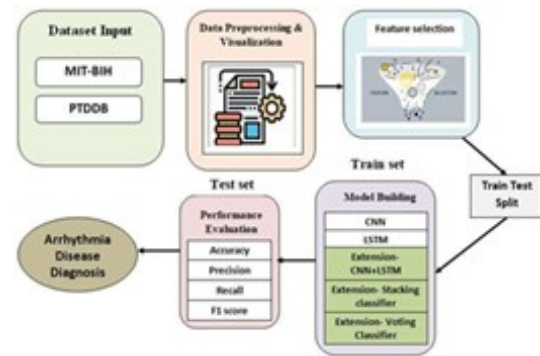 Dataset Input
MIT-BIH
PTDDB
Data Preprocessing &
Visualization
Feature selection
FEATURE
SELECTION
Train Test
Split
Train set
Model Building
CNN
LSTM
Extension-
CNN+LSTM
Extension- Stacking
classifier
Extension- Voting
Classifier
Test set
Performance
Evaluation
Accuracy
Precision
Recall
F1 score
Arrhythmia
Disease
Diagnosis